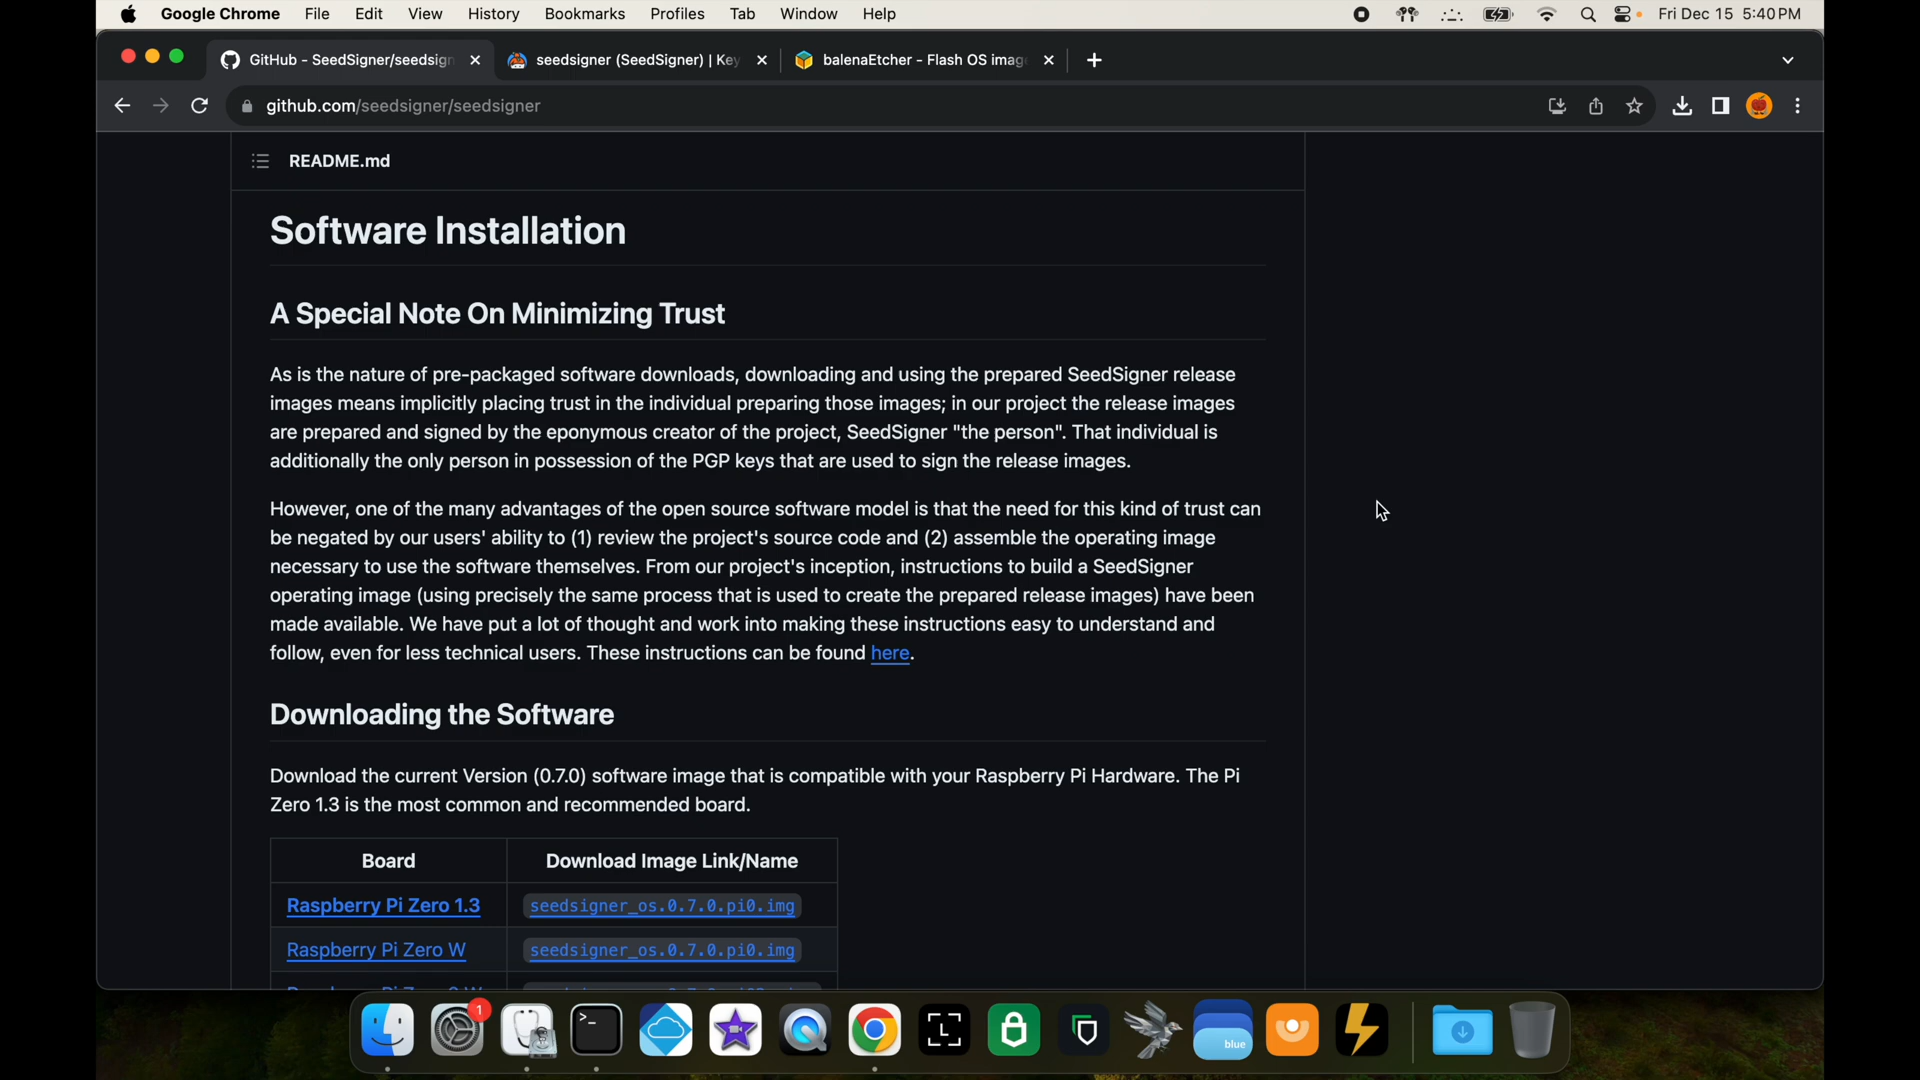 Google Chrome File Edit View History Bookmarks Profiles Tab Window Help Fri Dec 15 5:40 PM
GitHub - SeedSigner/seedsign seedsigner (SeedSigner) | Key balenaEtcher - Flash OS image
github.com/seedsigner/seedsigner
README.md
Software Installation
A Special Note On Minimizing Trust
As is the nature of pre-packaged software downloads, downloading and using the prepared SeedSigner release
images means implicitly placing trust in the individual preparing those images; in our project the release images
are prepared and signed by the eponymous creator of the project, SeedSigner "the person". That individual is
additionally the only person in possession of the PGP keys that are used to sign the release images.
However, one of the many advantages of the open source software model is that the need for this kind of trust can
be negated by our users' ability to (1) review the project's source code and (2) assemble the operating image
necessary to use the software themselves. From our project's inception, instructions to build a SeedSigner
operating image (using precisely the same process that is used to create the prepared release images) have been
made available. We have put a lot of thought and work into making these instructions easy to understand and
follow, even for less technical users. These instructions can be found here.
Downloading the Software
Download the current Version (0.7.0) software image that is compatible with your Raspberry Pi Hardware. The Pi
Zero 1.3 is the most common and recommended board.
Board Download Image Link/Name
Raspberry Pi Zero 1.3 seedsigner_os.0.7.0.pi0.img
Raspberry Pi Zero W seedsigner_os.0.7.0.pi0.img
1
blue